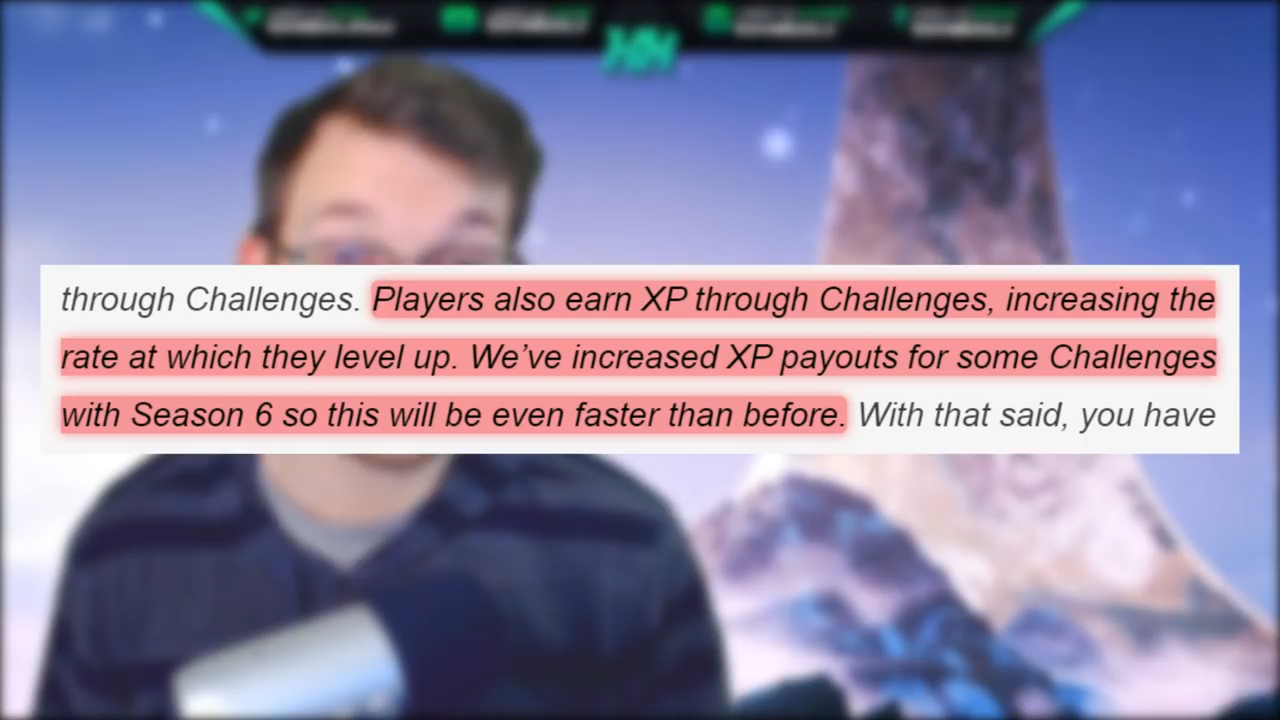 through Challenges. Players also earn XP through Challenges, increasing the
rate at which they level up. We’ve increased XP payouts for some Challenges
with Season 6 so this will be even faster than before. With that said, you have